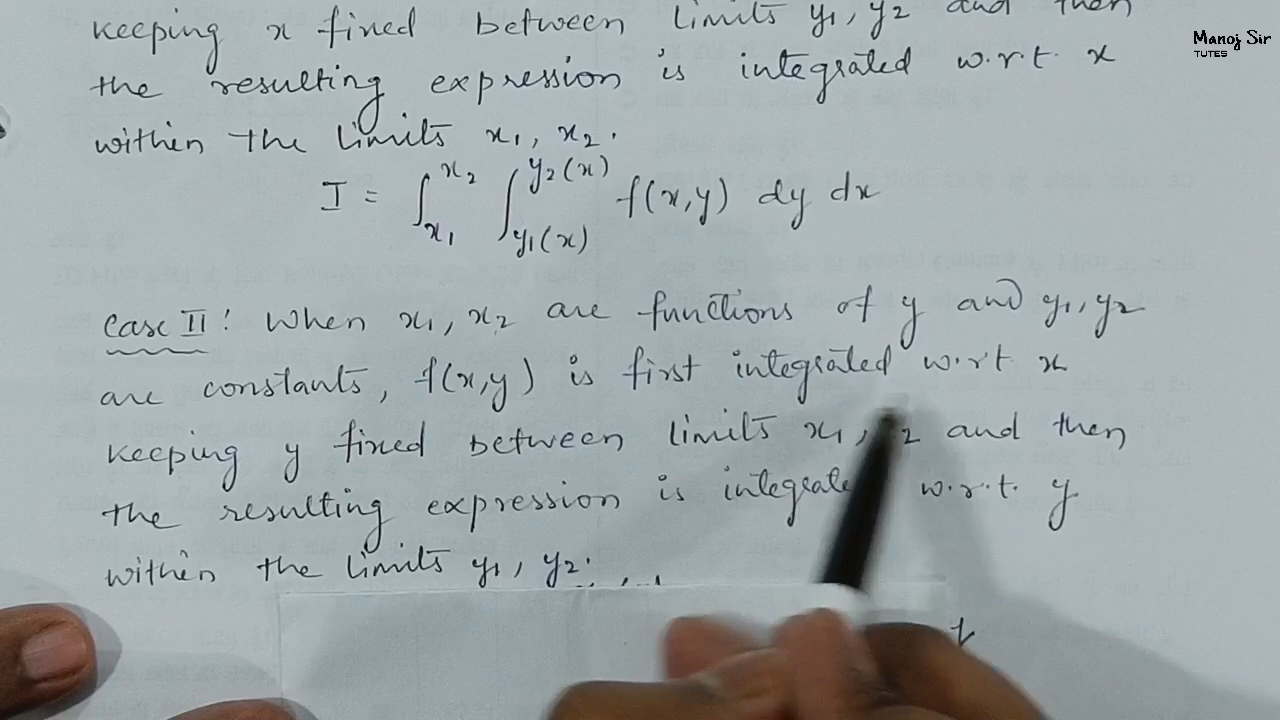 keeping x fixed between limits y1, y2 and then
Manoj Sir
TUTES
the resulting expression is integrated w.r.t. x
within the limits x1, x2.
I = ∫_{x1}^{x2} ∫_{y1(x)}^{y2(x)} f(x,y) dy dx
Case II: When x1, x2 are functions of y and y1, y2
are constants, f(x,y) is first integrated w.r.t x
keeping y fixed between limits x1, x2 and then
the resulting expression is integrated w.r.t. y
within the limits y1, y2.